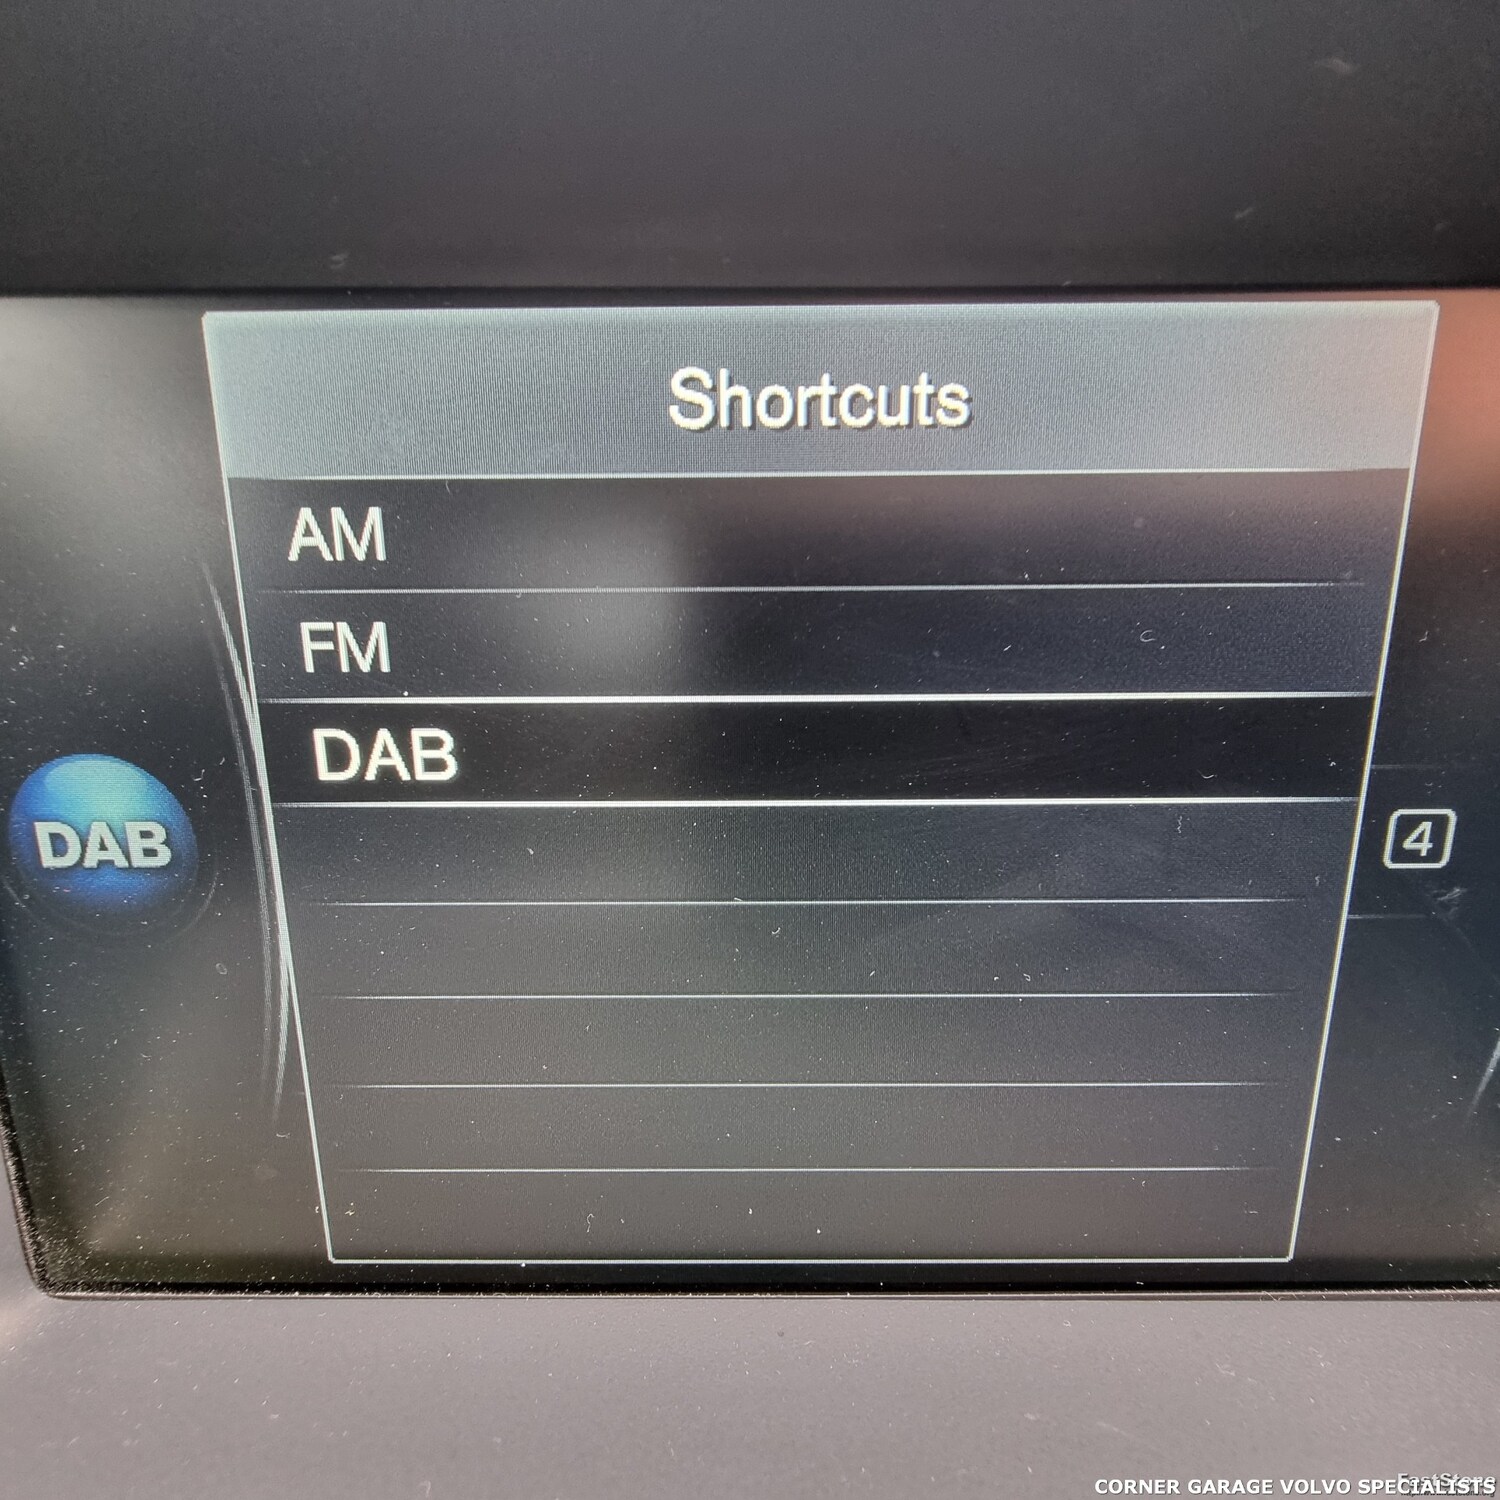 Shortcuts
AM
FM
DAB
DAB
4
CORNER GARAGE VOLVO SPECIALISTS